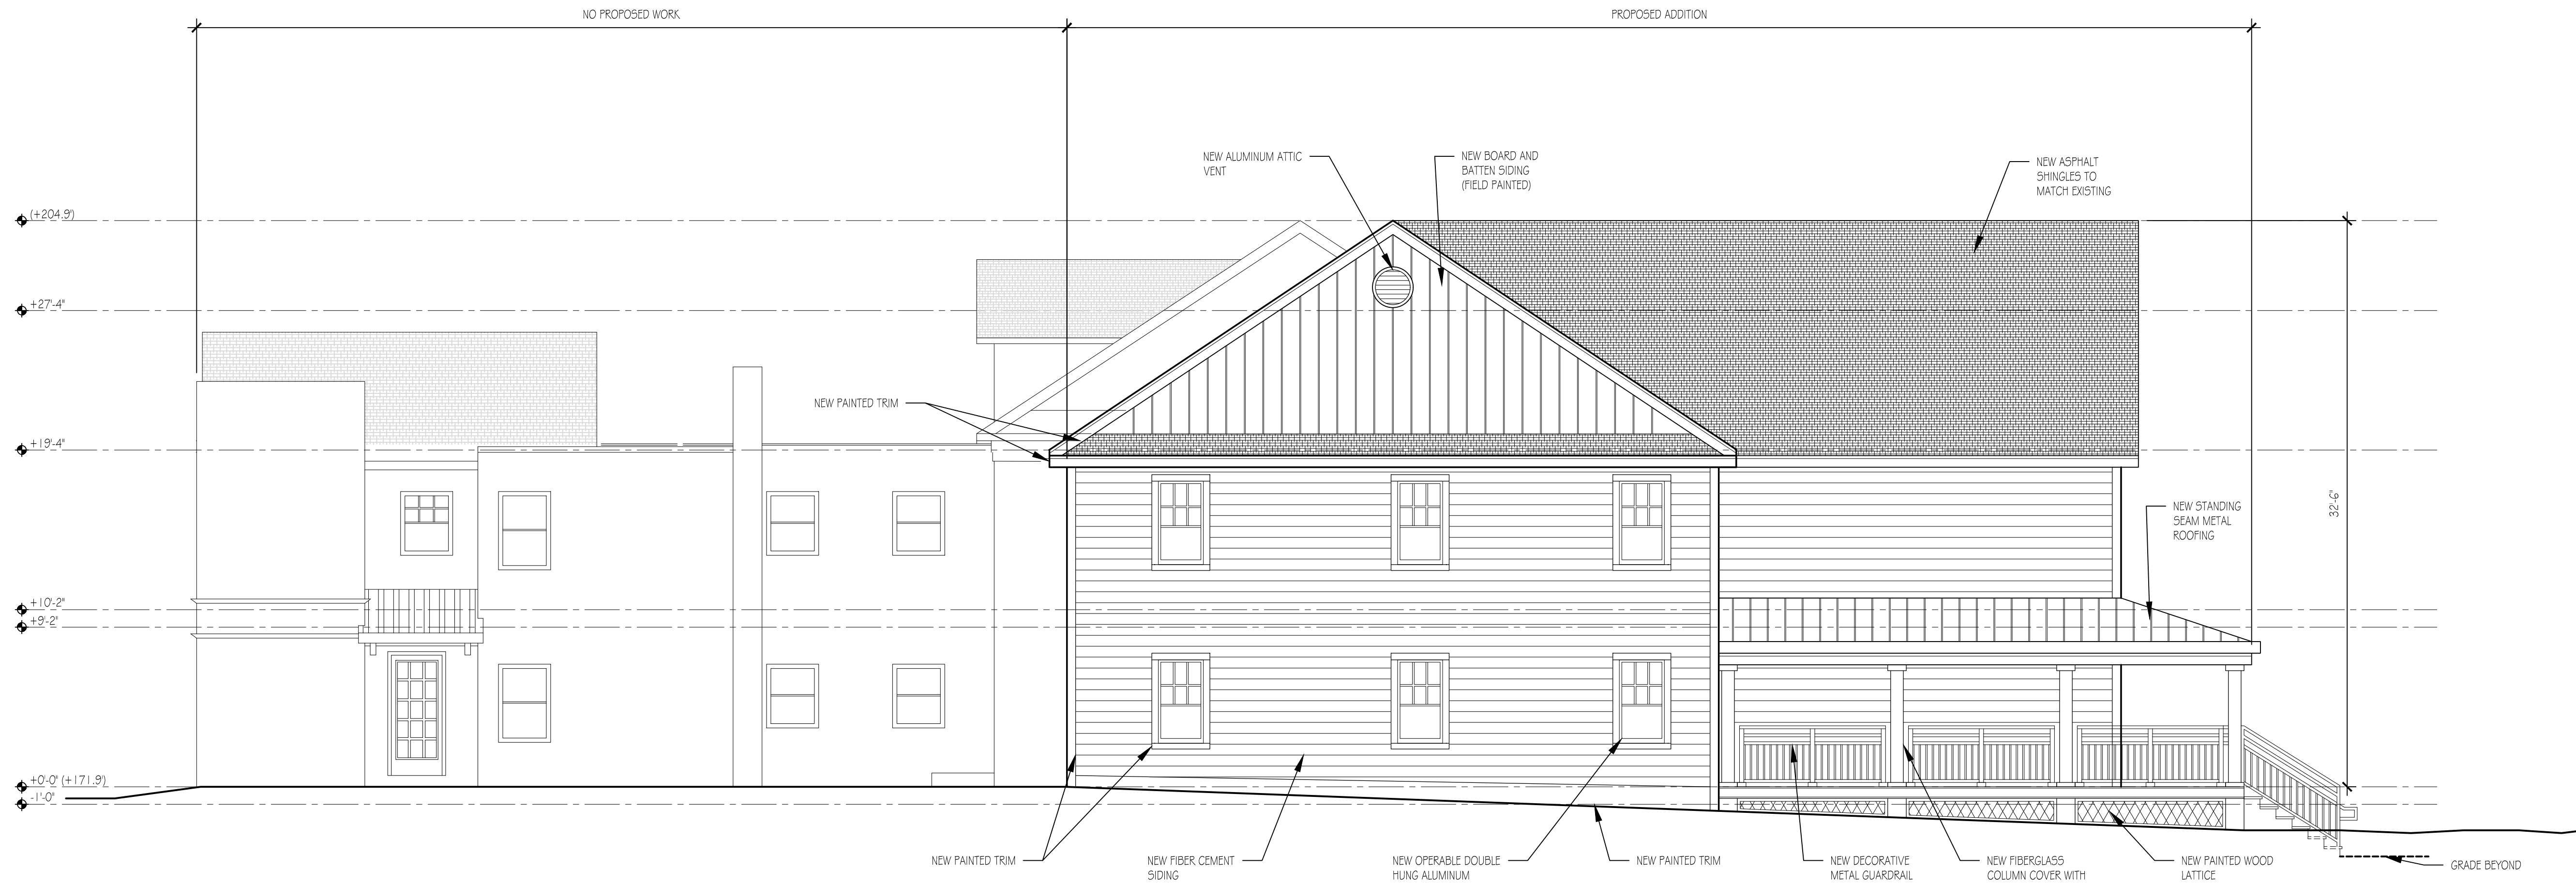 NO PROPOSED WORK
PROPOSED ADDITION
NEW ALUMINUM ATTIC
VENT
NEW BOARD AND
BATTEN SIDING
(FIELD PAINTED)
NEW ASPHALT
SHINGLES TO
MATCH EXISTING
(+204.9')
+27'-4"
NEW PAINTED TRIM
+19'-4"
32'-6"
NEW STANDING
SEAM METAL
ROOFING
+10'-2"
+9'-2"
+0'-0" (+171.9')
-1'-0"
NEW PAINTED TRIM
NEW FIBER CEMENT
SIDING
NEW OPERABLE DOUBLE
HUNG ALUMINUM
NEW PAINTED TRIM
NEW DECORATIVE
METAL GUARDRAIL
NEW FIBERGLASS
COLUMN COVER WITH
NEW PAINTED WOOD
LATTICE
GRADE BEYOND